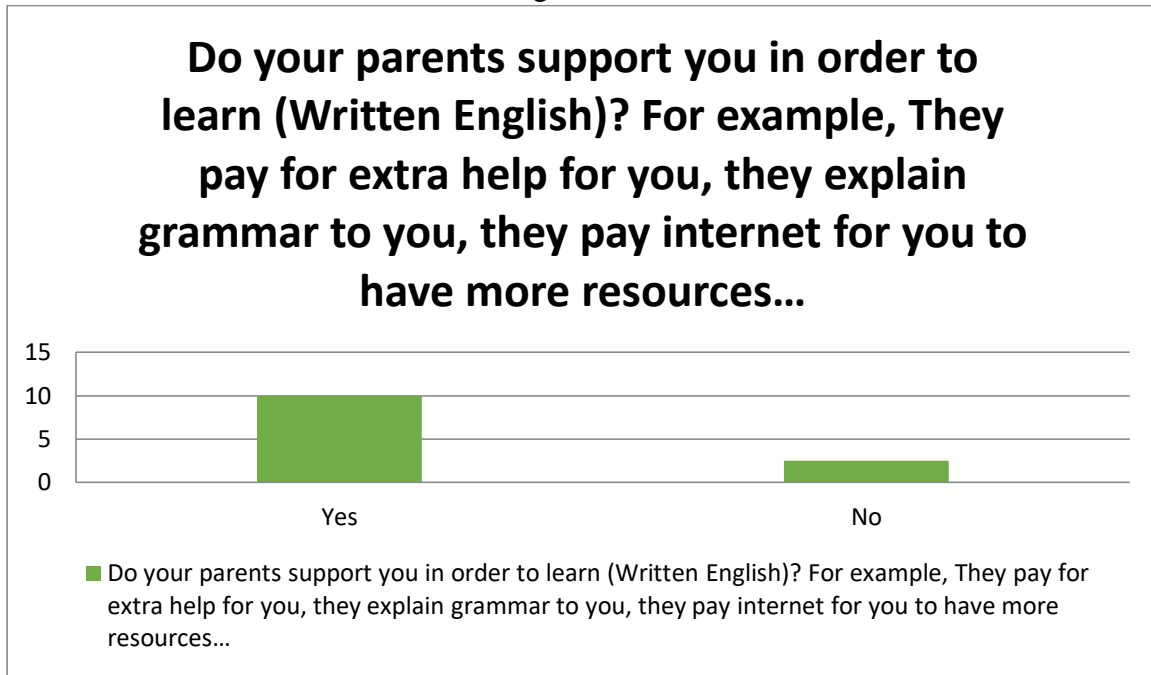 Do your parents support you in order to
learn (Written English)? For example, They
pay for extra help for you, they explain
grammar to you, they pay internet for you to
have more resources…
15
10
5
0
Yes
No
Do your parents support you in order to learn (Written English)? For example, They pay for
extra help for you, they explain grammar to you, they pay internet for you to have more
resources…